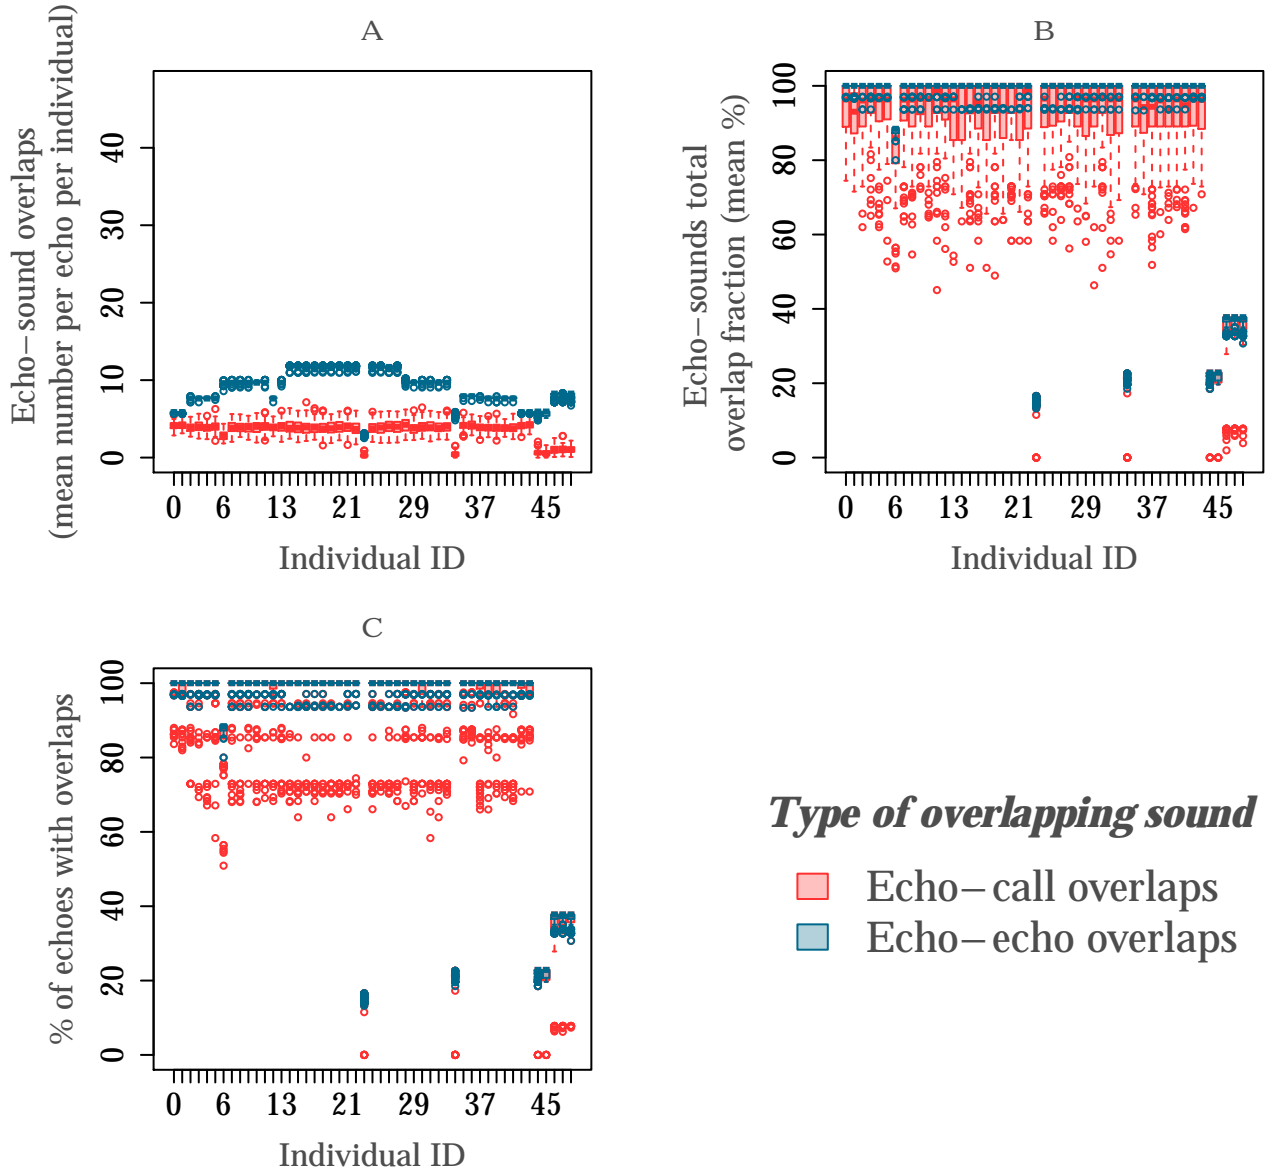 A
Echo−sound overlaps
(mean number per echo per individual)
0 10 20 30 40
0 6 13 21 29 37 45
Individual ID
B
Echo−sounds total
overlap fraction (mean %)
0 20 40 60 80 100
0 6 13 21 29 37 45
Individual ID
C
% of echoes with overlaps
0 20 40 60 80 100
0 6 13 21 29 37 45
Individual ID
Type of overlapping sound
Echo−call overlaps
Echo−echo overlaps